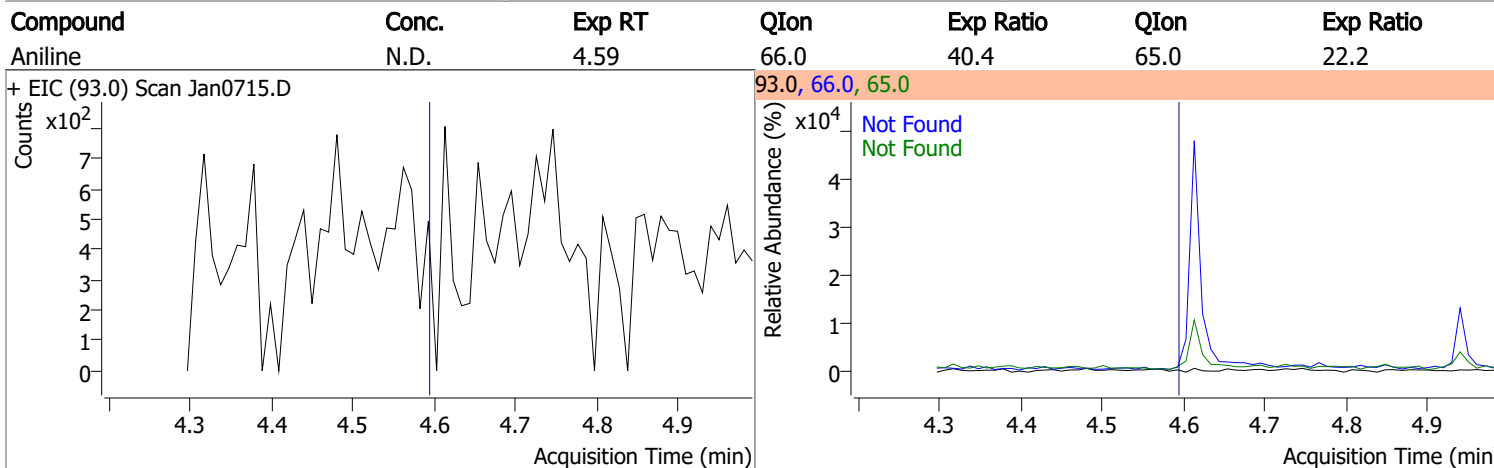 Compound Conc. Exp RT QIon Exp Ratio QIon Exp Ratio
Aniline N.D. 4.59 66.0 40.4 65.0 22.2
+ EIC (93.0) Scan Jan0715.D
Counts
x10²
7
6
5
4
3
2
1
0
4.3 4.4 4.5 4.6 4.7 4.8 4.9
Acquisition Time (min)
93.0, 66.0, 65.0
Relative Abundance (%)
x10⁴
Not Found
Not Found
4
3
2
1
0
4.3 4.4 4.5 4.6 4.7 4.8 4.9
Acquisition Time (min